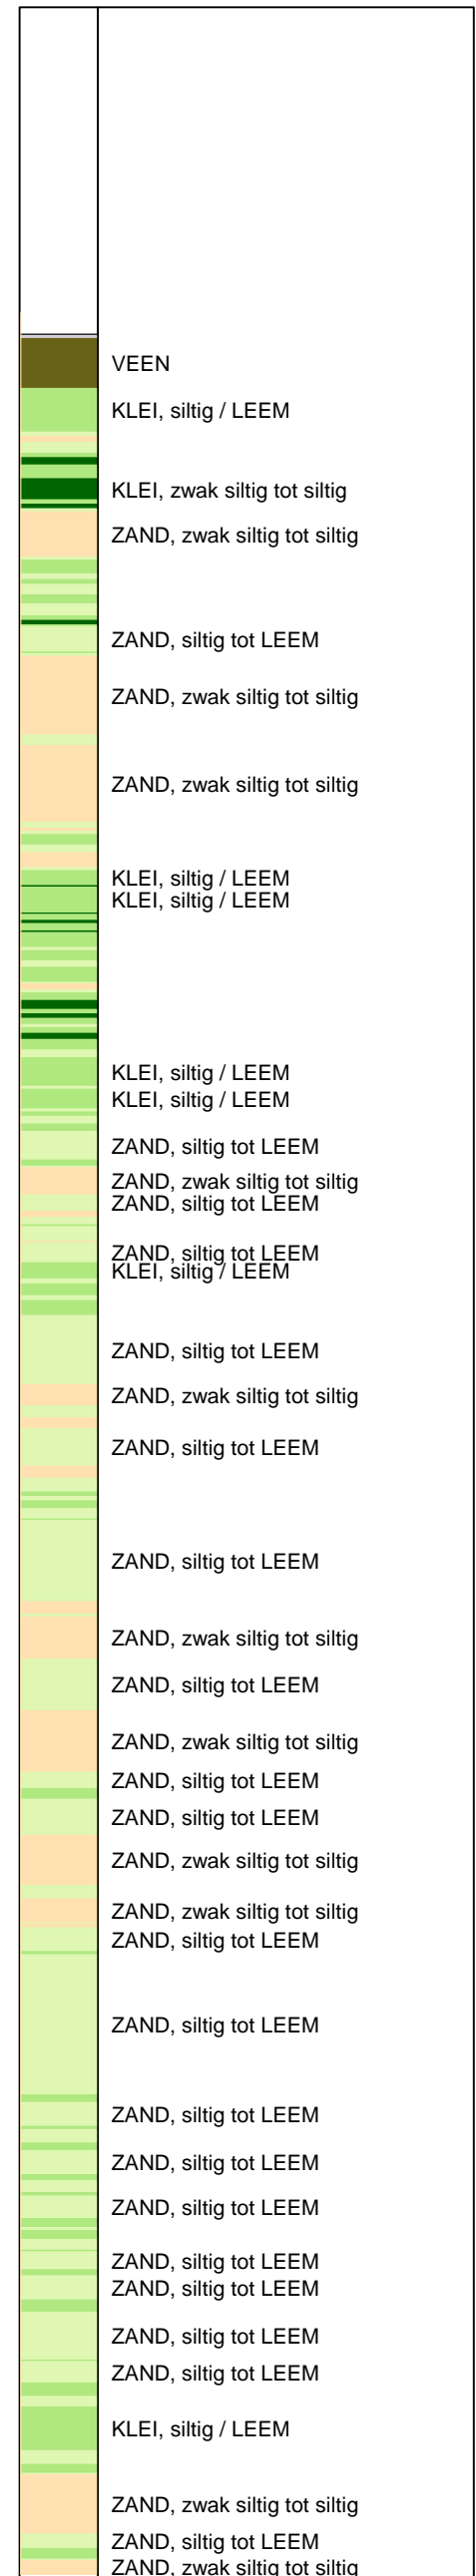 VEEN
KLEI, siltig / LEEM
KLEI, zwak siltig tot siltig
ZAND, zwak siltig tot siltig
ZAND, siltig tot LEEM
ZAND, zwak siltig tot siltig
ZAND, zwak siltig tot siltig
KLEI, siltig / LEEM
KLEI, siltig / LEEM
KLEI, siltig / LEEM
KLEI, siltig / LEEM
ZAND, siltig tot LEEM
ZAND, zwak siltig tot siltig
ZAND, siltig tot LEEM
ZAND, siltig tot LEEM
KLEI, siltig / LEEM
ZAND, siltig tot LEEM
ZAND, zwak siltig tot siltig
ZAND, siltig tot LEEM
ZAND, siltig tot LEEM
ZAND, zwak siltig tot siltig
ZAND, siltig tot LEEM
ZAND, zwak siltig tot siltig
ZAND, siltig tot LEEM
ZAND, siltig tot LEEM
ZAND, zwak siltig tot siltig
ZAND, zwak siltig tot siltig
ZAND, siltig tot LEEM
ZAND, siltig tot LEEM
ZAND, siltig tot LEEM
ZAND, siltig tot LEEM
ZAND, siltig tot LEEM
ZAND, siltig tot LEEM
ZAND, siltig tot LEEM
ZAND, siltig tot LEEM
ZAND, siltig tot LEEM
KLEI, siltig / LEEM
ZAND, zwak siltig tot siltig
ZAND, siltig tot LEEM
ZAND, zwak siltig tot siltig